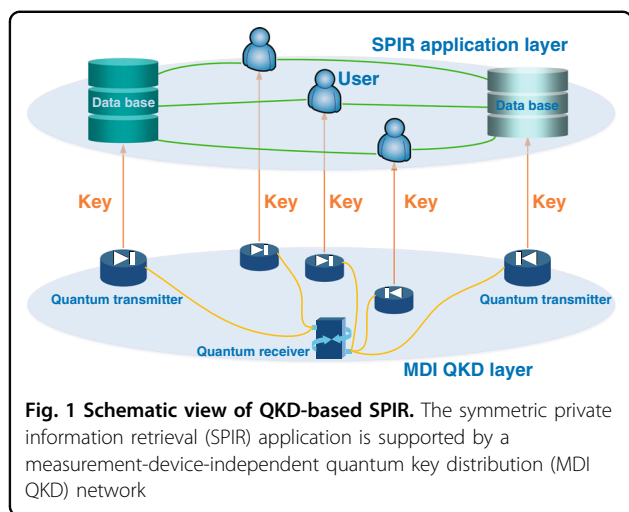 SPIR application layer
User
Data base
Data base
Key
Key
Key
Key
Key
Quantum transmitter
Quantum transmitter
Quantum receiver
MDI QKD layer
Fig. 1 Schematic view of QKD-based SPIR. The symmetric private
information retrieval (SPIR) application is supported by a
measurement-device-independent quantum key distribution (MDI
QKD) network